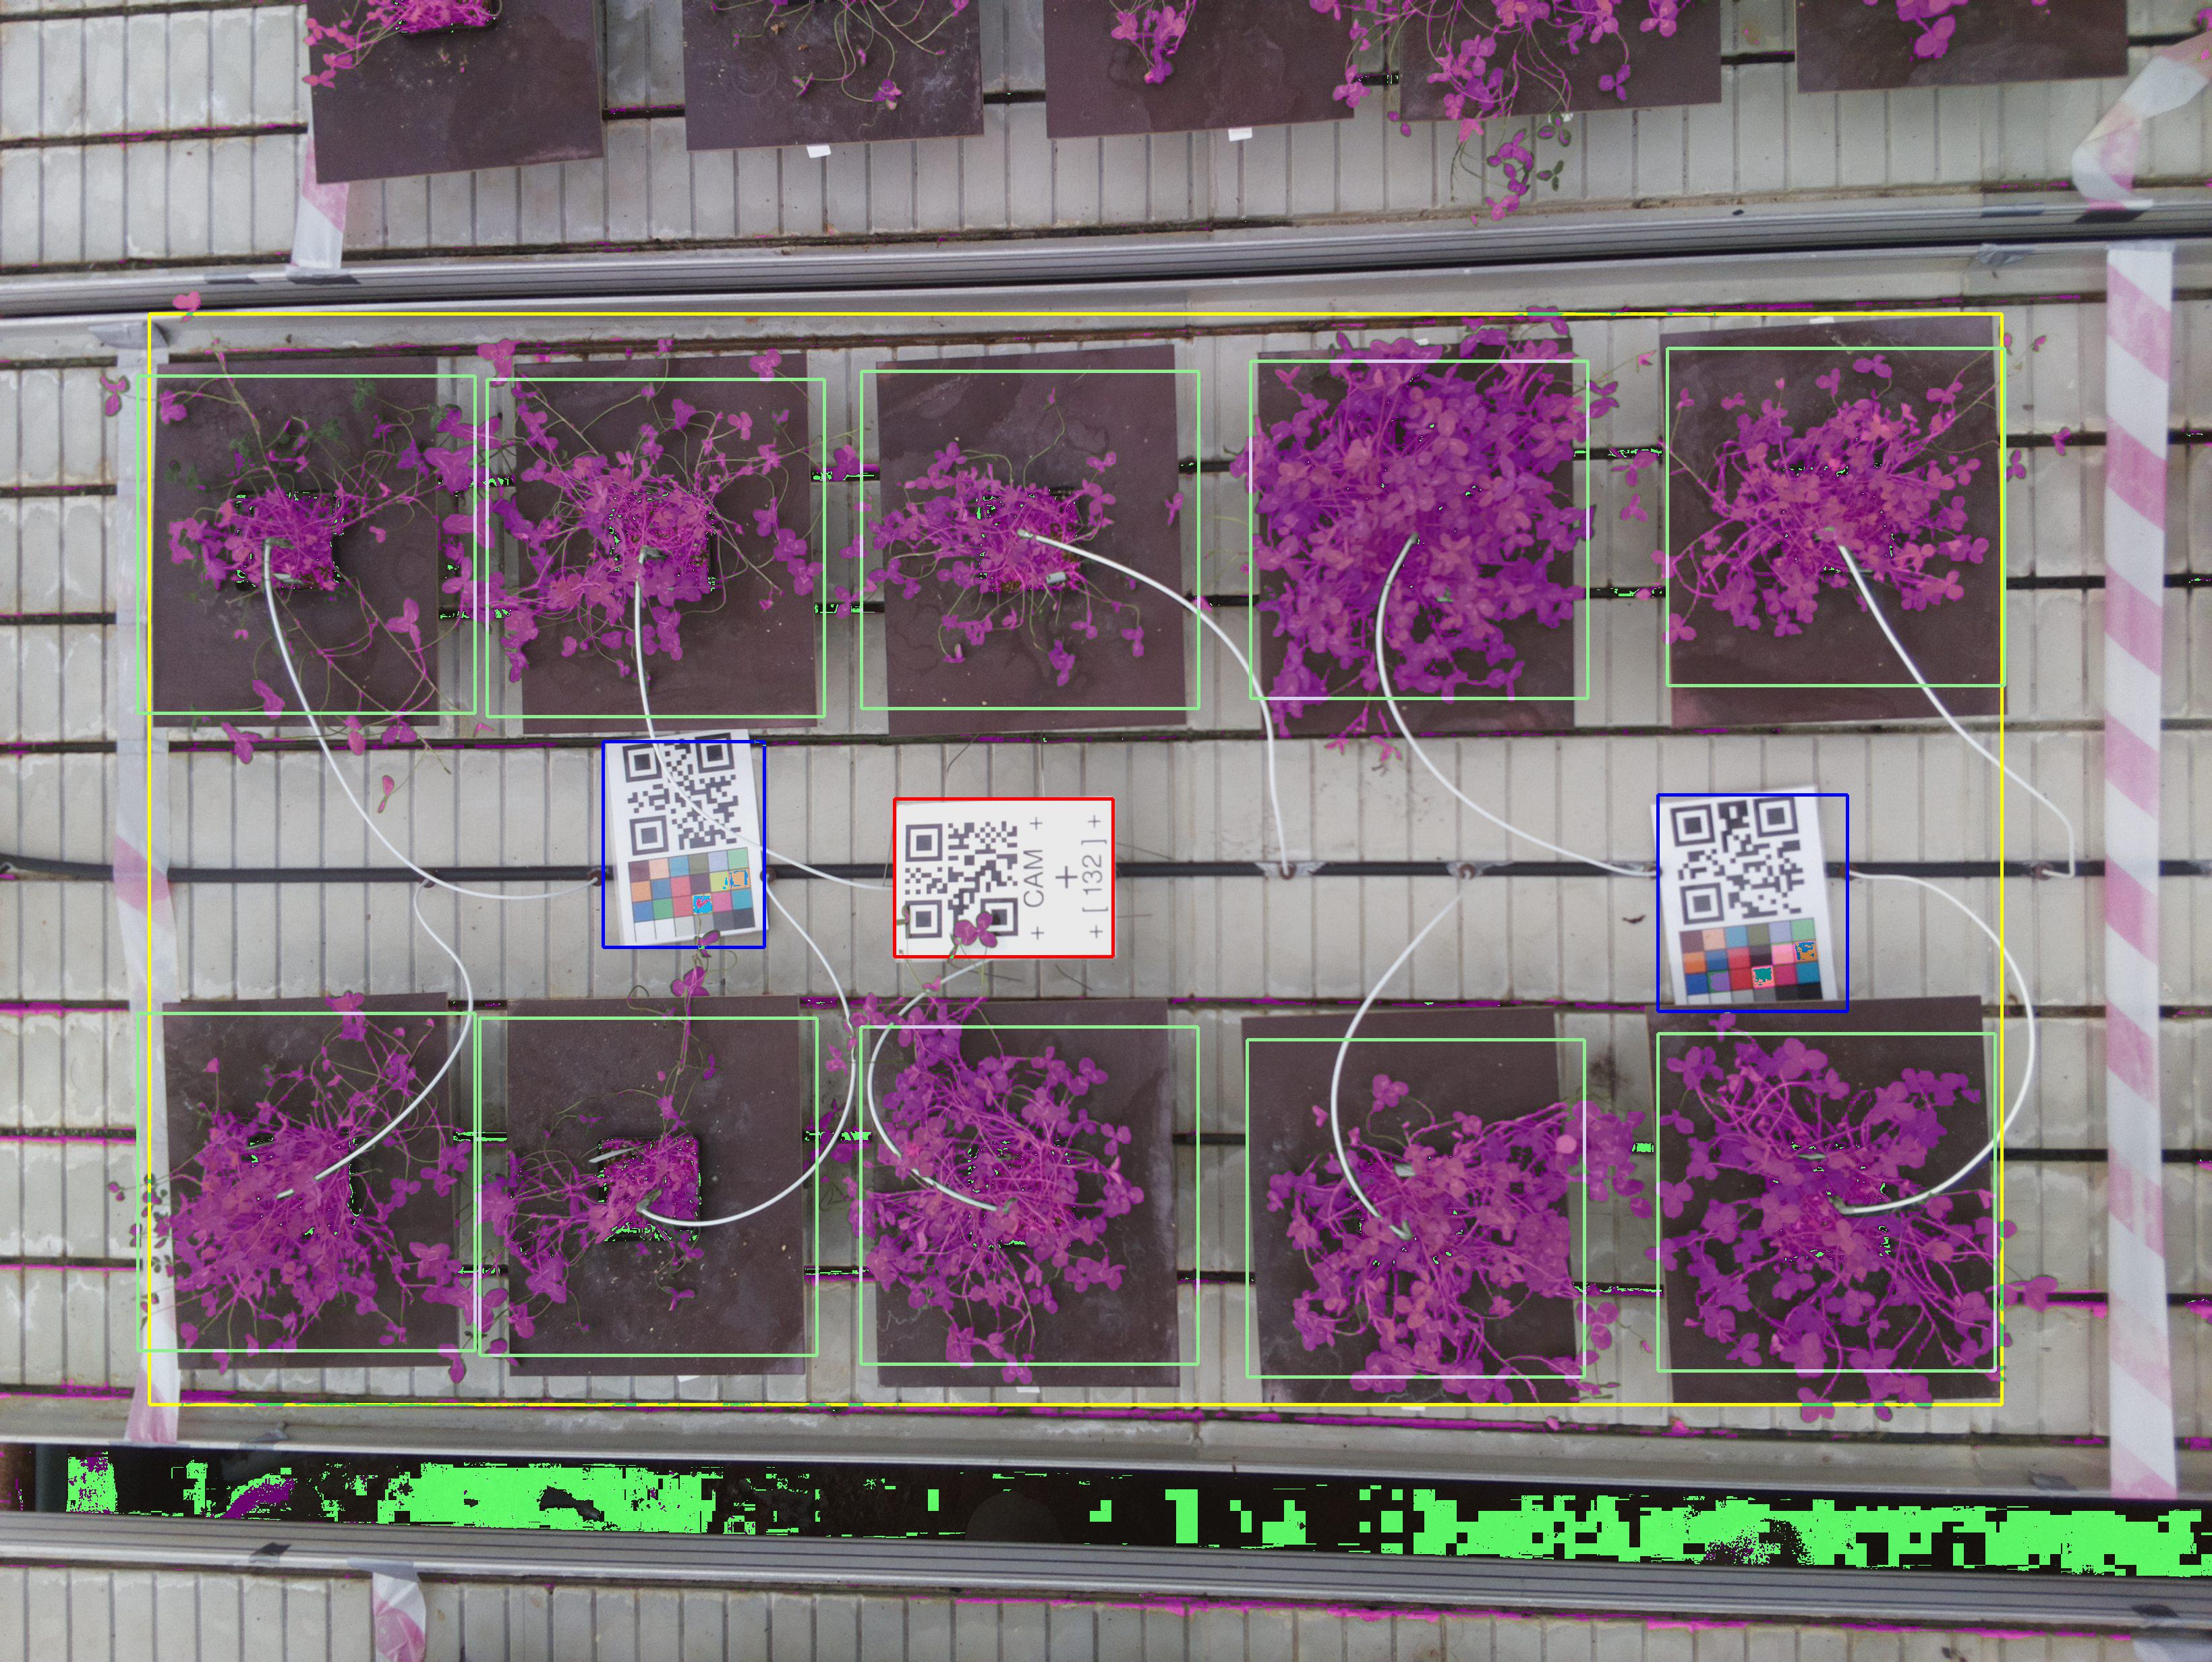 + CAM +
+
+ [ 132 ] +